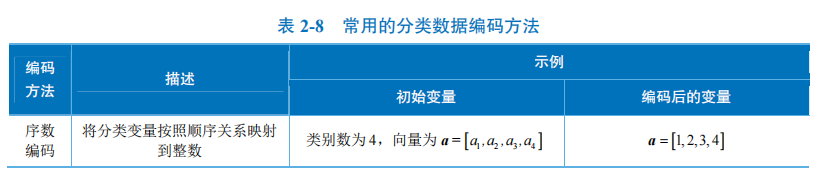 表 2-8 常用的分类数据编码方法
编码方法 描述 示例
初始变量 编码后的变量
序数编码 将分类变量按照顺序关系映射到整数 类别数为 4，向量为 a = [a₁, a₂, a₃, a₄] a = [1, 2, 3, 4]